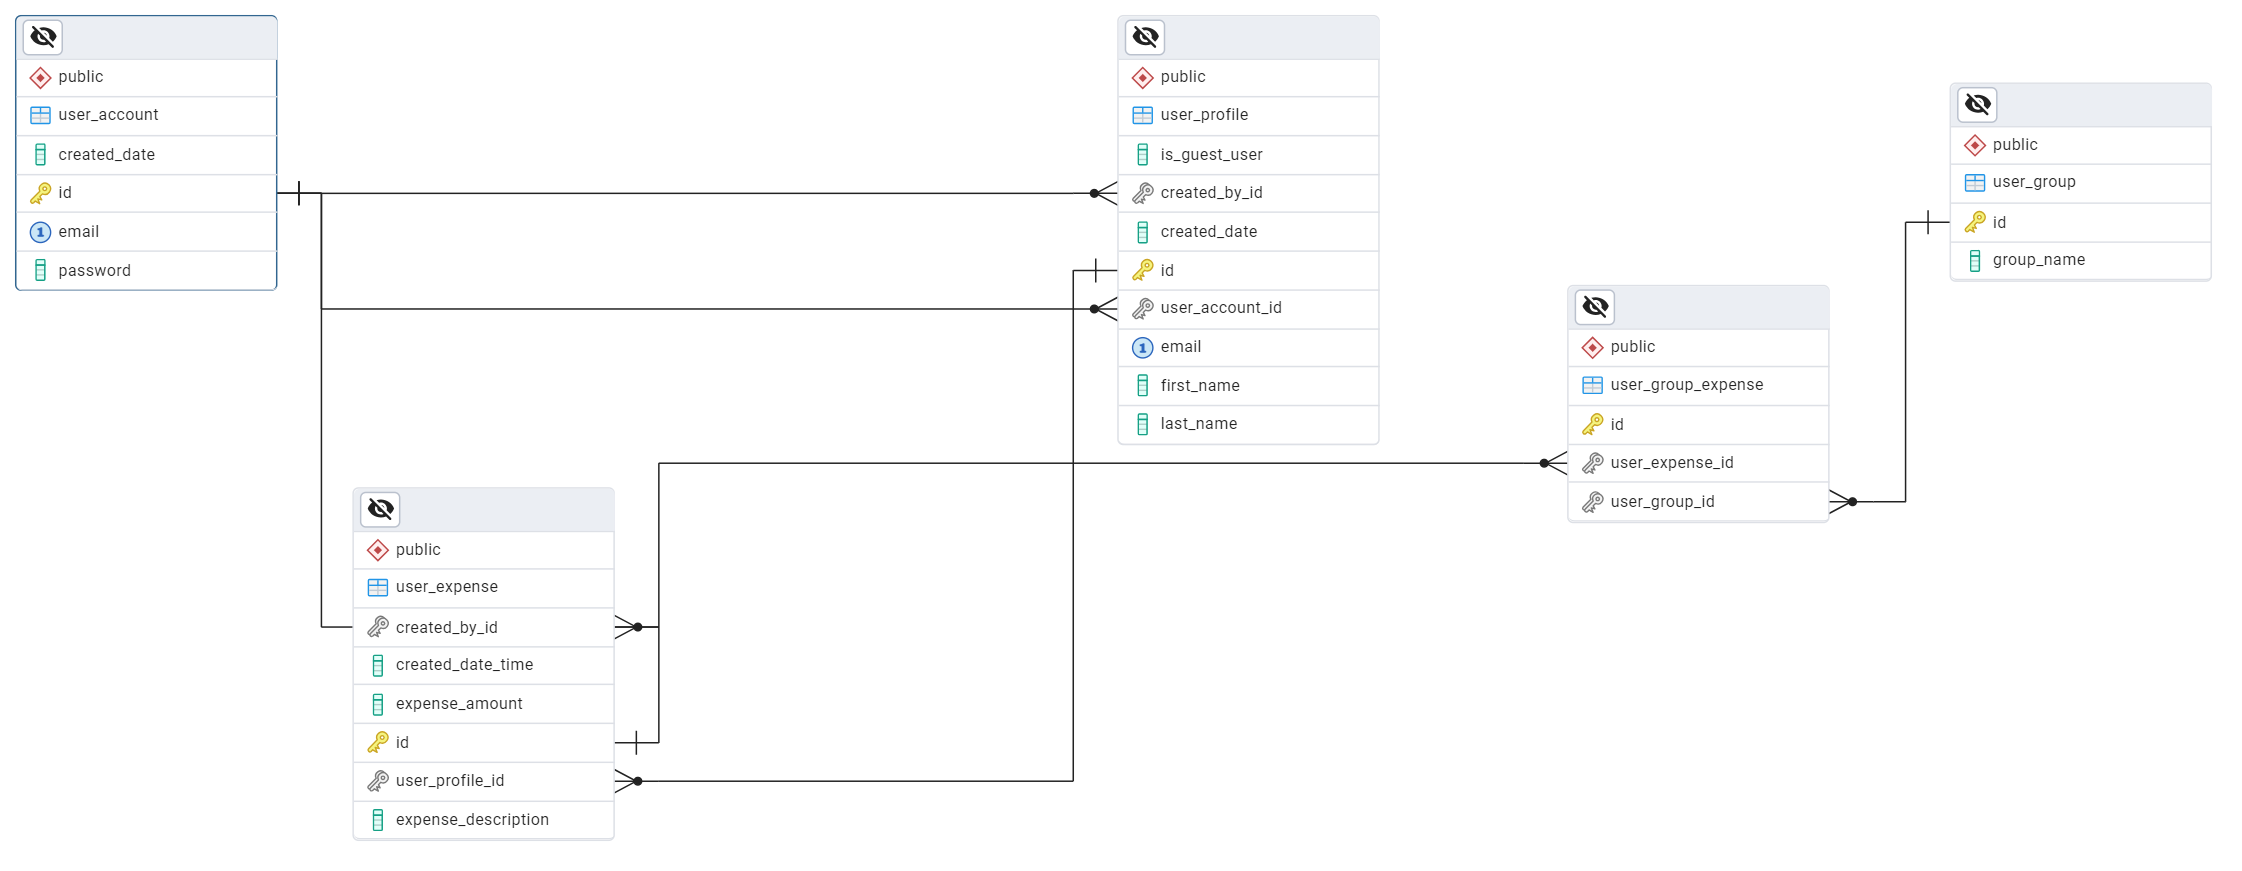 public
user_account
created_date
id
email
password
public
user_profile
is_guest_user
created_by_id
created_date
id
user_account_id
email
first_name
last_name
public
user_group
id
group_name
public
user_group_expense
id
user_expense_id
user_group_id
public
user_expense
created_by_id
created_date_time
expense_amount
id
user_profile_id
expense_description